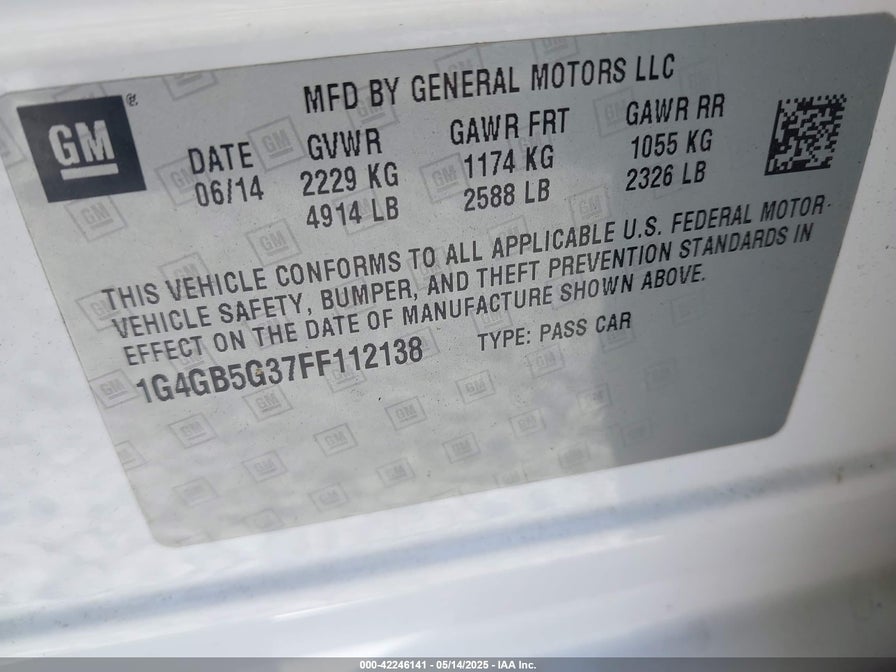 MFD BY GENERAL MOTORS LLC
GM
DATE GVWR GAWR FRT GAWR RR
06/14 2229 KG 1174 KG 1055 KG
4914 LB 2588 LB 2326 LB
THIS VEHICLE CONFORMS TO ALL APPLICABLE U.S. FEDERAL MOTOR-
VEHICLE SAFETY, BUMPER, AND THEFT PREVENTION STANDARDS IN
EFFECT ON THE DATE OF MANUFACTURE SHOWN ABOVE.
1G4GB5G37FF112138 TYPE: PASS CAR
000-42246141 - 05/14/2025 - IAA Inc.